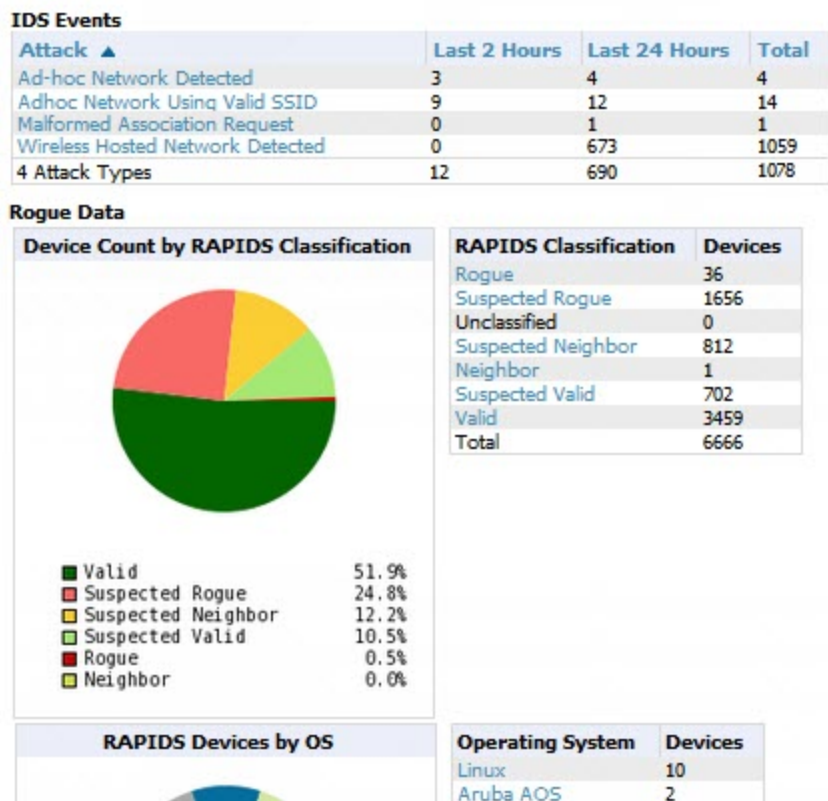 IDS Events
Attack ▲ Last 2 Hours Last 24 Hours Total
Ad-hoc Network Detected 3 4 4
Adhoc Network Using Valid SSID 9 12 14
Malformed Association Request 0 1 1
Wireless Hosted Network Detected 0 673 1059
4 Attack Types 12 690 1078
Rogue Data
Device Count by RAPIDS Classification
Valid 51.9%
Suspected Rogue 24.8%
Suspected Neighbor 12.2%
Suspected Valid 10.5%
Rogue 0.5%
Neighbor 0.0%
RAPIDS Classification Devices
Rogue 36
Suspected Rogue 1656
Unclassified 0
Suspected Neighbor 812
Neighbor 1
Suspected Valid 702
Valid 3459
Total 6666
RAPIDS Devices by OS
Operating System Devices
Linux 10
Aruba AOS 2